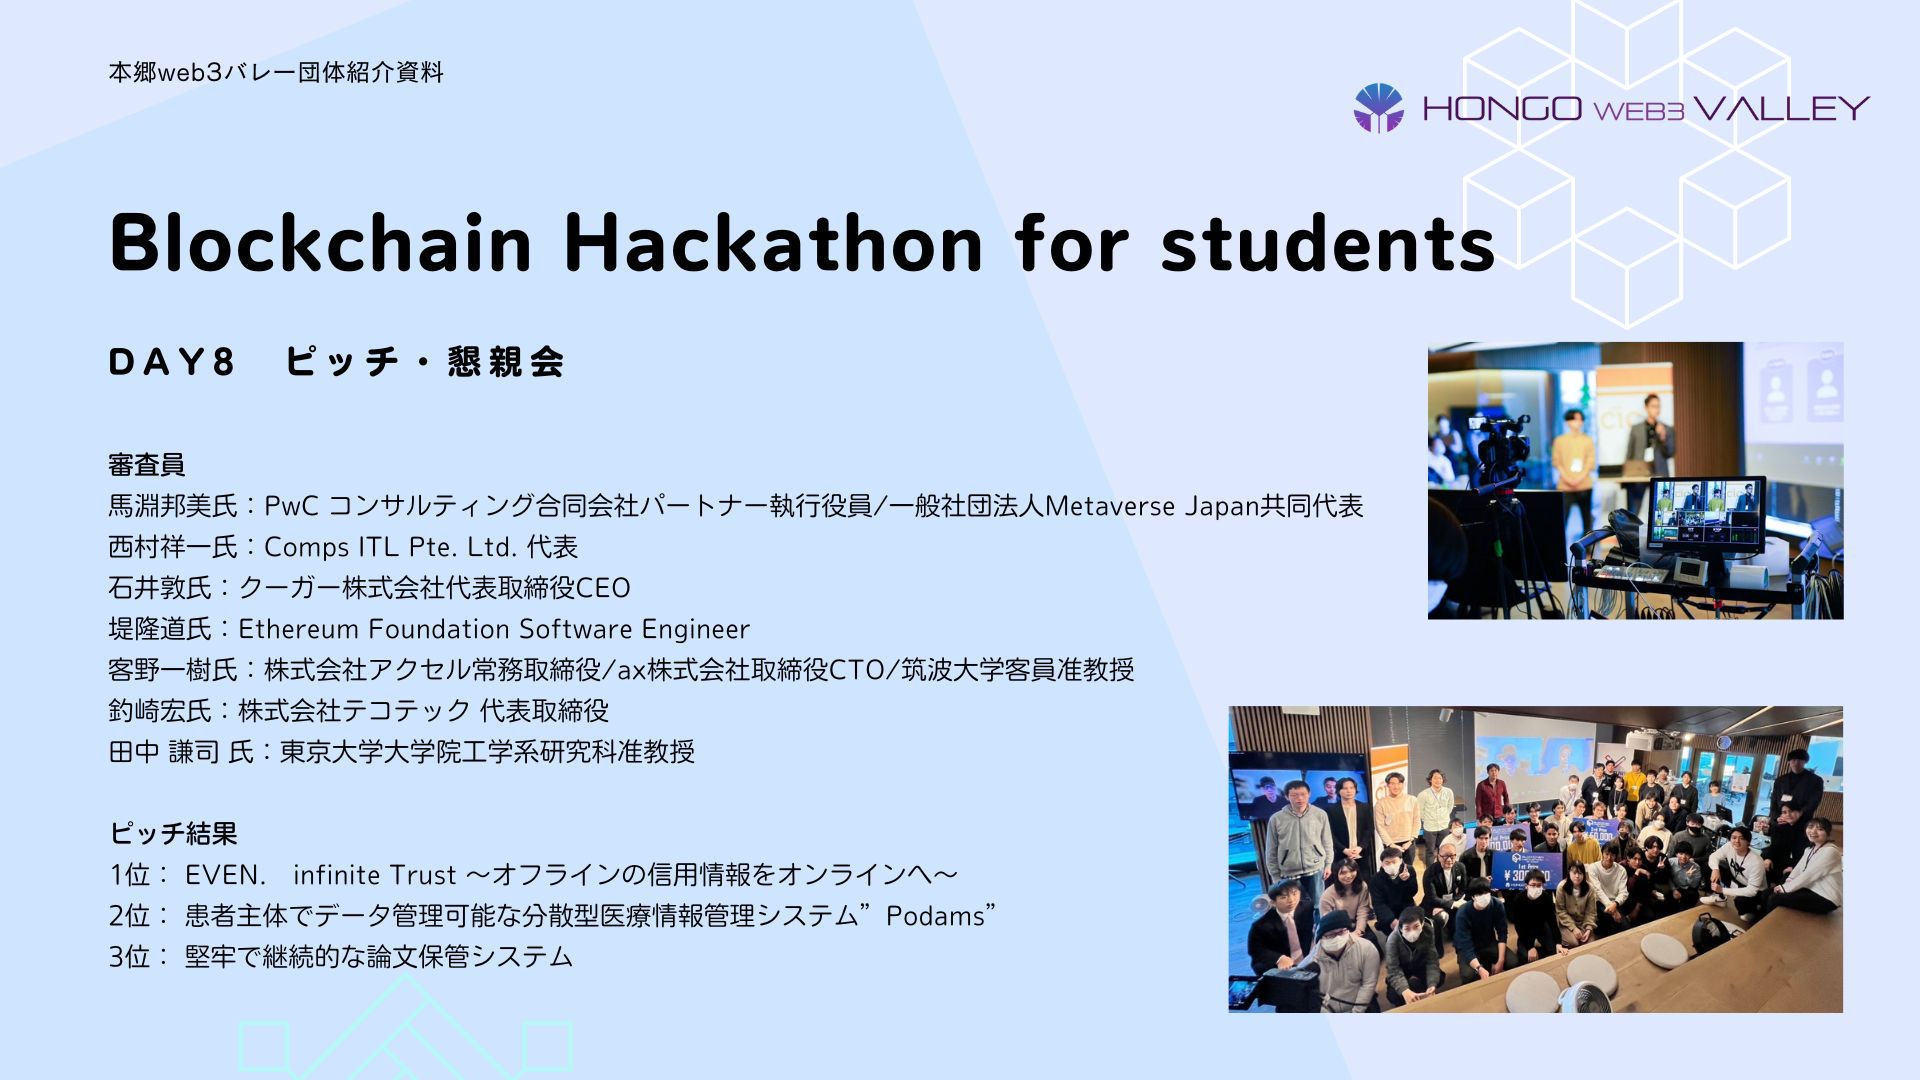 本郷web3バレー団体紹介資料
HONGO WEB3 VALLEY
Blockchain Hackathon for students
DAY8　ピッチ・懇親会
審査員
馬淵邦美氏：PwC コンサルティング合同会社パートナー執行役員/一般社団法人Metaverse Japan共同代表
西村祥一氏：Comps ITL Pte. Ltd. 代表
石井敦氏：クーガー株式会社代表取締役CEO
堤隆道氏：Ethereum Foundation Software Engineer
客野一樹氏：株式会社アクセル常務取締役/ax株式会社取締役CTO/筑波大学客員准教授
釣崎宏氏：株式会社テコテック 代表取締役
田中 謙司 氏：東京大学大学院工学系研究科准教授
ピッチ結果
1位： EVEN.　infinite Trust ～オフラインの信用情報をオンラインへ～
2位： 患者主体でデータ管理可能な分散型医療情報管理システム”Podams”
3位： 堅牢で継続的な論文保管システム
1st Prize